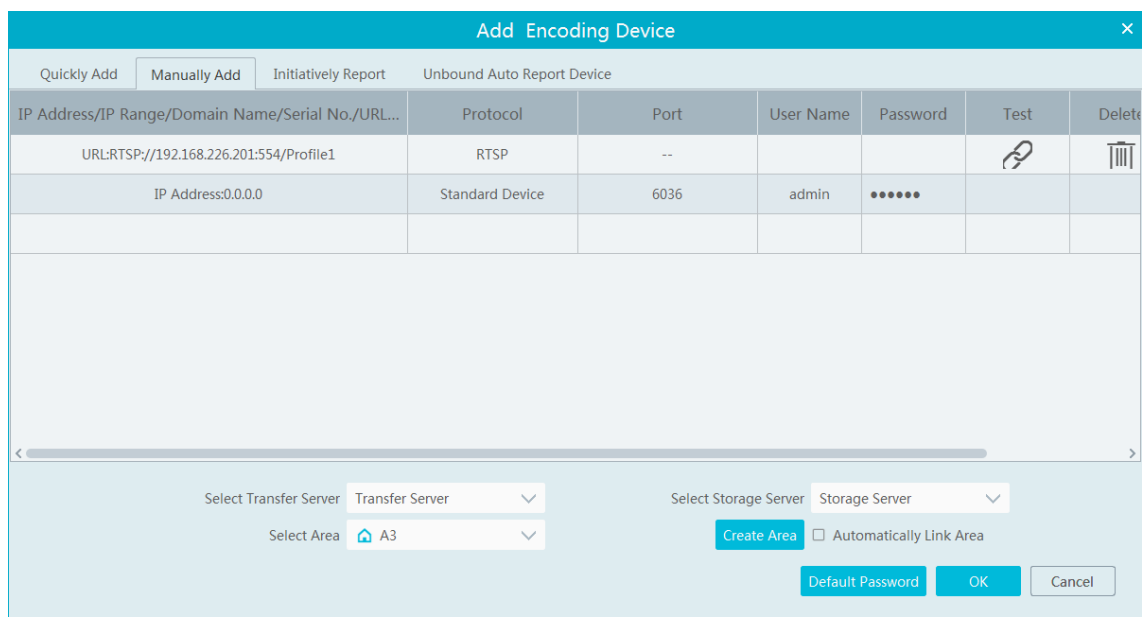 Add Encoding Device
Quickly Add Manually Add Initiatively Report Unbound Auto Report Device
IP Address/IP Range/Domain Name/Serial No./URL... Protocol Port User Name Password Test Delete
URL:RTSP://192.168.226.201:554/Profile1 RTSP --
IP Address:0.0.0.0 Standard Device 6036 admin ●●●●●●
Select Transfer Server Transfer Server Select Storage Server Storage Server
Select Area A3 Create Area Automatically Link Area
Default Password OK Cancel